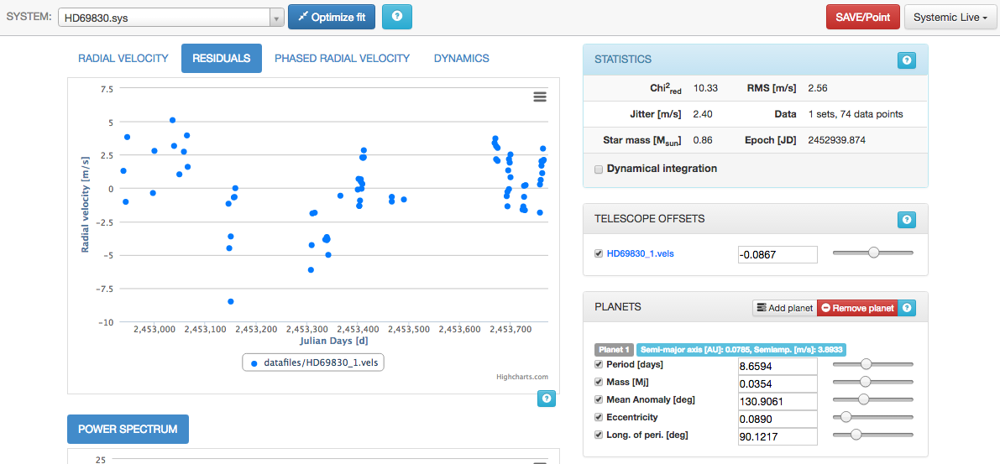 SYSTEM: HD69830.sys Optimize fit ? SAVE/Point Systemic Live
RADIAL VELOCITY RESIDUALS PHASED RADIAL VELOCITY DYNAMICS
7.5
5
2.5
0
−2.5
−5
−7.5
−10
Radial velocity [m/s]
2,453,000 2,453,100 2,453,200 2,453,300 2,453,400 2,453,500 2,453,600 2,453,700
Julian Days [d]
datafiles/HD69830_1.vels
Highcharts.com
?
POWER SPECTRUM
25
STATISTICS ?
Chi²red 10.33 RMS [m/s] 2.56
Jitter [m/s] 2.40 Data 1 sets, 74 data points
Star mass [Msun] 0.86 Epoch [JD] 2452939.874
Dynamical integration
TELESCOPE OFFSETS ?
HD69830_1.vels -0.0867
PLANETS Add planet Remove planet ?
Planet 1 Semi-major axis [AU]: 0.0785, Semiamp. [m/s]: 3.8933
Period [days] 8.6594
Mass [Mj] 0.0354
Mean Anomaly [deg] 130.9061
Eccentricity 0.0890
Long. of peri. [deg] 90.1217